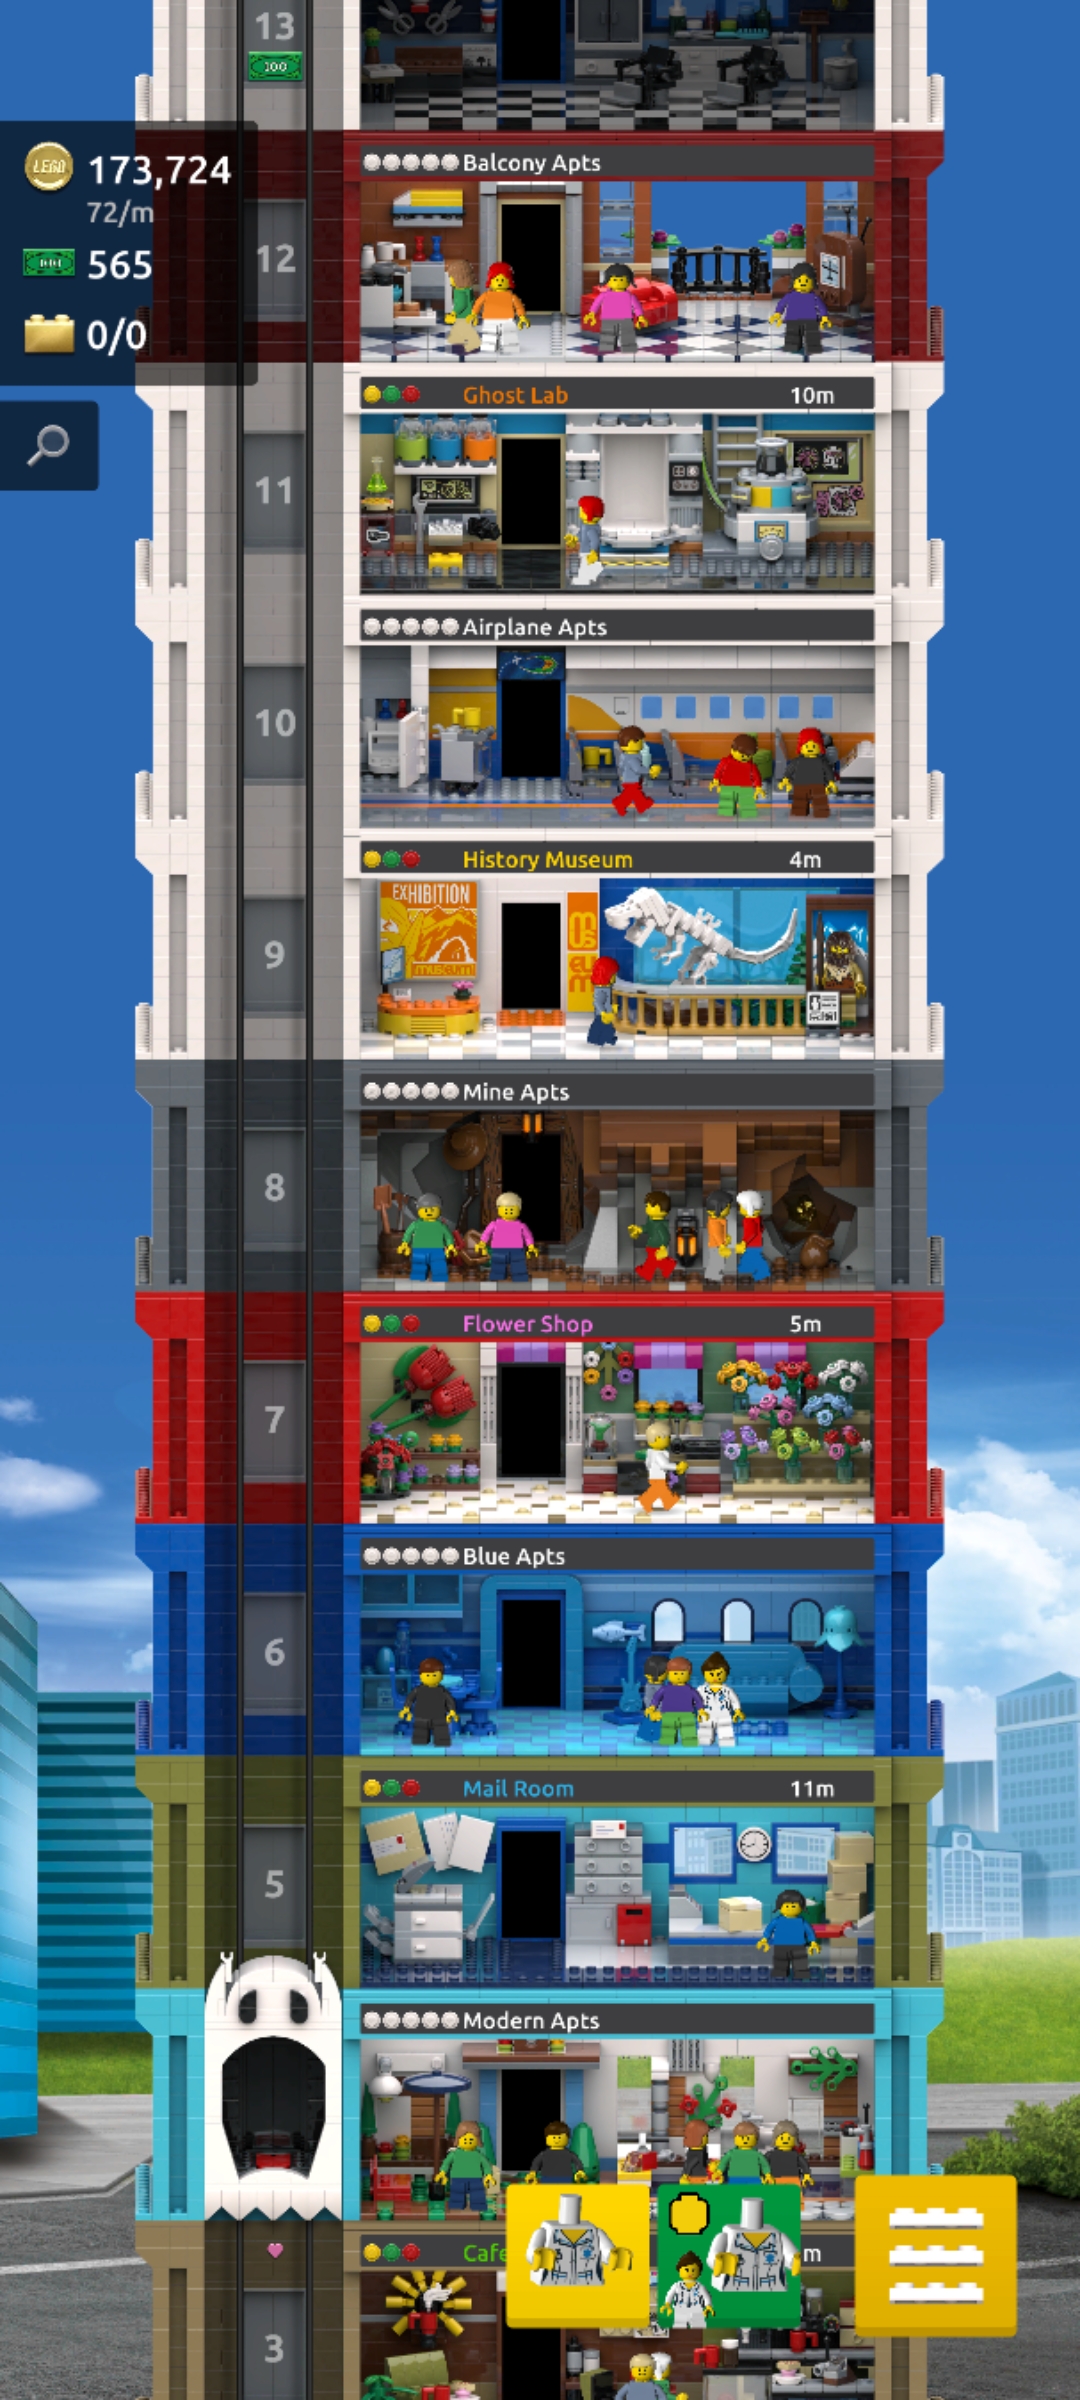 13
100
LEGO
173,724
72/m
565
0/0
Balcony Apts
12
Ghost Lab 10m
11
Airplane Apts
10
History Museum 4m
EXHIBITION
museum
9
Mine Apts
8
Flower Shop 5m
7
Blue Apts
6
Mail Room 11m
5
Modern Apts
Cafe
m
3